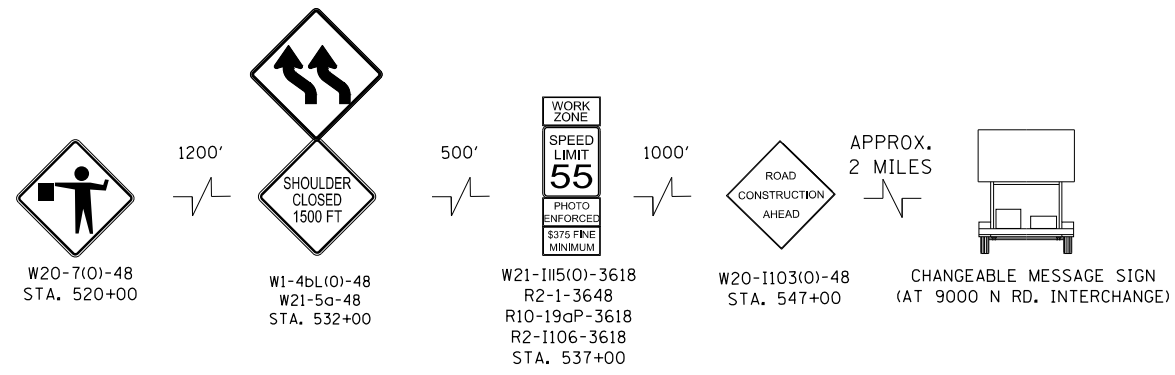 1200'
500'
1000'
APPROX.
2 MILES
SHOULDER
CLOSED
1500 FT
WORK
ZONE
SPEED
LIMIT
55
PHOTO
ENFORCED
$375 FINE
MINIMUM
ROAD
CONSTRUCTION
AHEAD
W20-7(O)-48
STA. 520+00
W1-4bL(O)-48
W21-5a-48
STA. 532+00
W21-I115(O)-3618
R2-1-3648
R10-19aP-3618
R2-I106-3618
STA. 537+00
W20-I103(O)-48
STA. 547+00
CHANGEABLE MESSAGE SIGN
(AT 9000 N RD. INTERCHANGE)